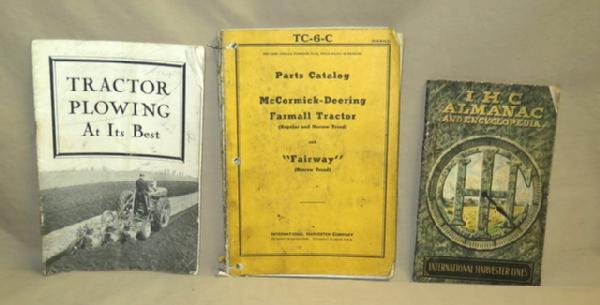 TRACTOR
PLOWING
At Its Best
TC-6-C
Parts Catalog
McCormick-Deering
Farmall Tractor
(Regular and Narrow Tread)
and
"Fairway"
(Narrow Tread)
INTERNATIONAL HARVESTER COMPANY
I H C
ALMANAC
AND ENCYCLOPEDIA
IHC
INTERNATIONAL HARVESTER LINES